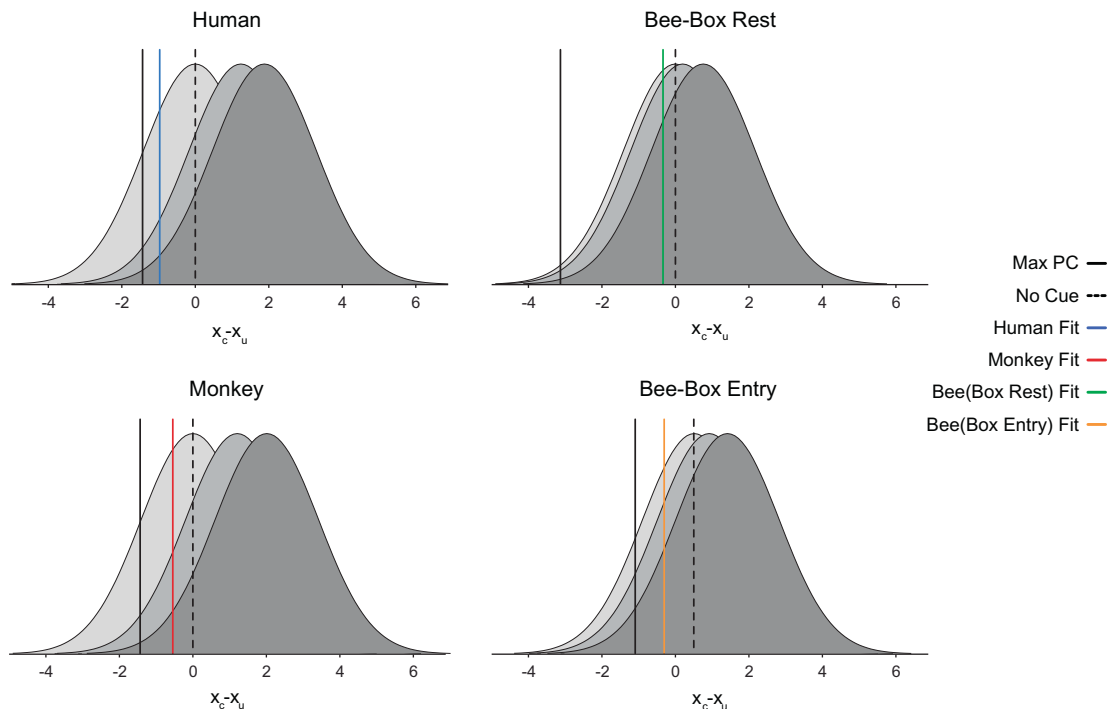 Human
-4 -2 0 2 4 6
x_c-x_u
Bee-Box Rest
-4 -2 0 2 4 6
x_c-x_u
Max PC
No Cue
Human Fit
Monkey Fit
Bee(Box Rest) Fit
Bee(Box Entry) Fit
Monkey
-4 -2 0 2 4 6
x_c-x_u
Bee-Box Entry
-4 -2 0 2 4 6
x_c-x_u